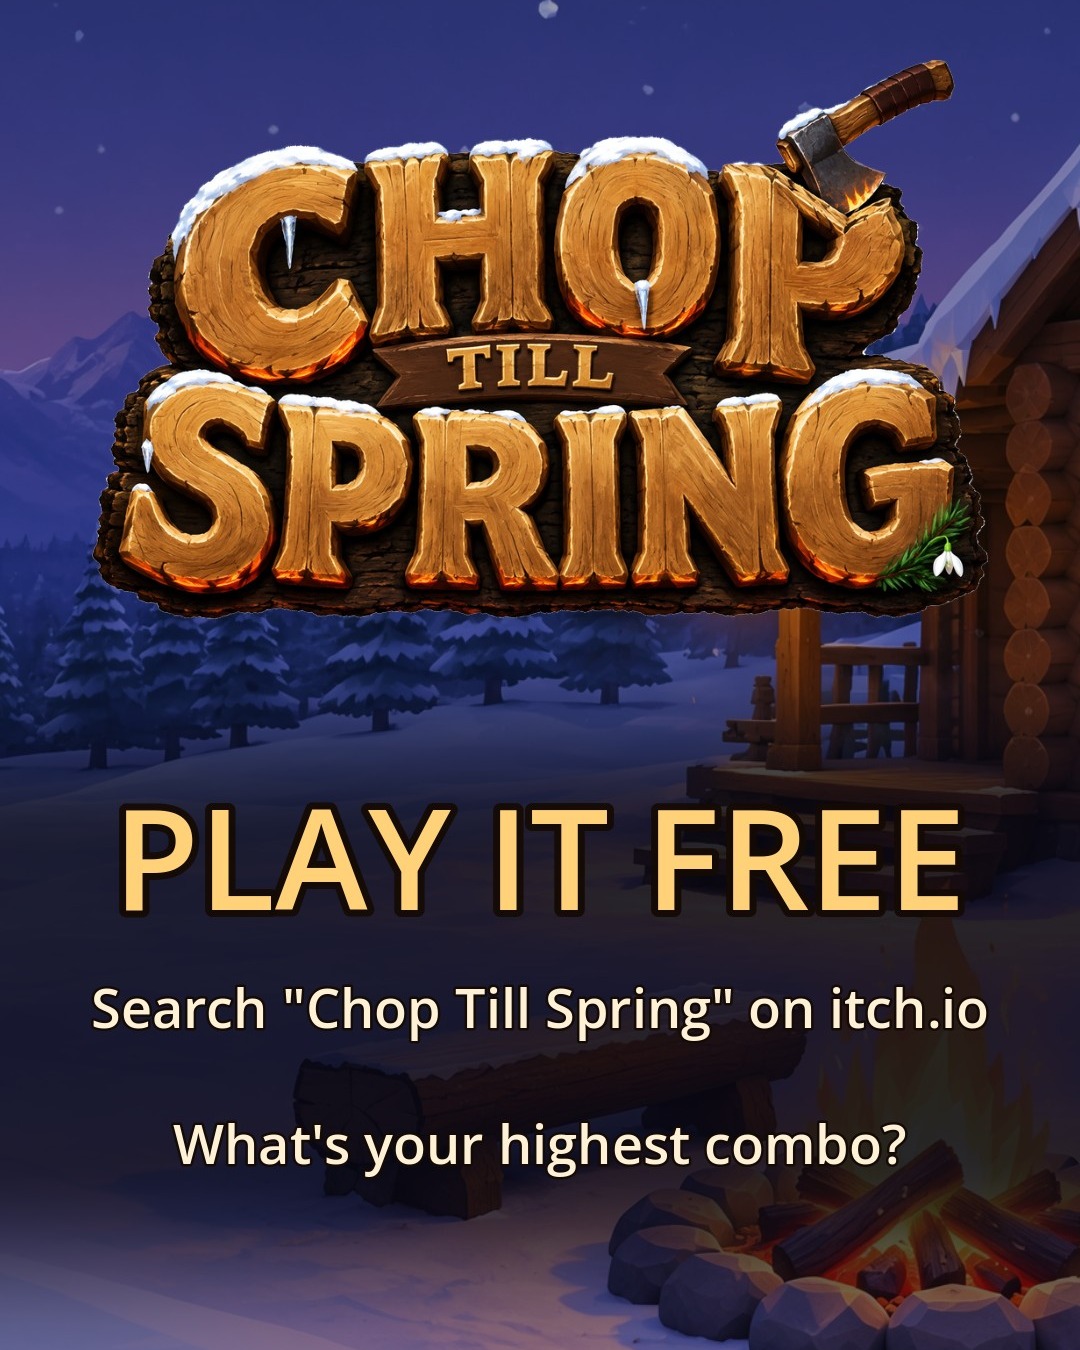 CHOP
TILL
SPRING
PLAY IT FREE
Search "Chop Till Spring" on itch.io
What's your highest combo?